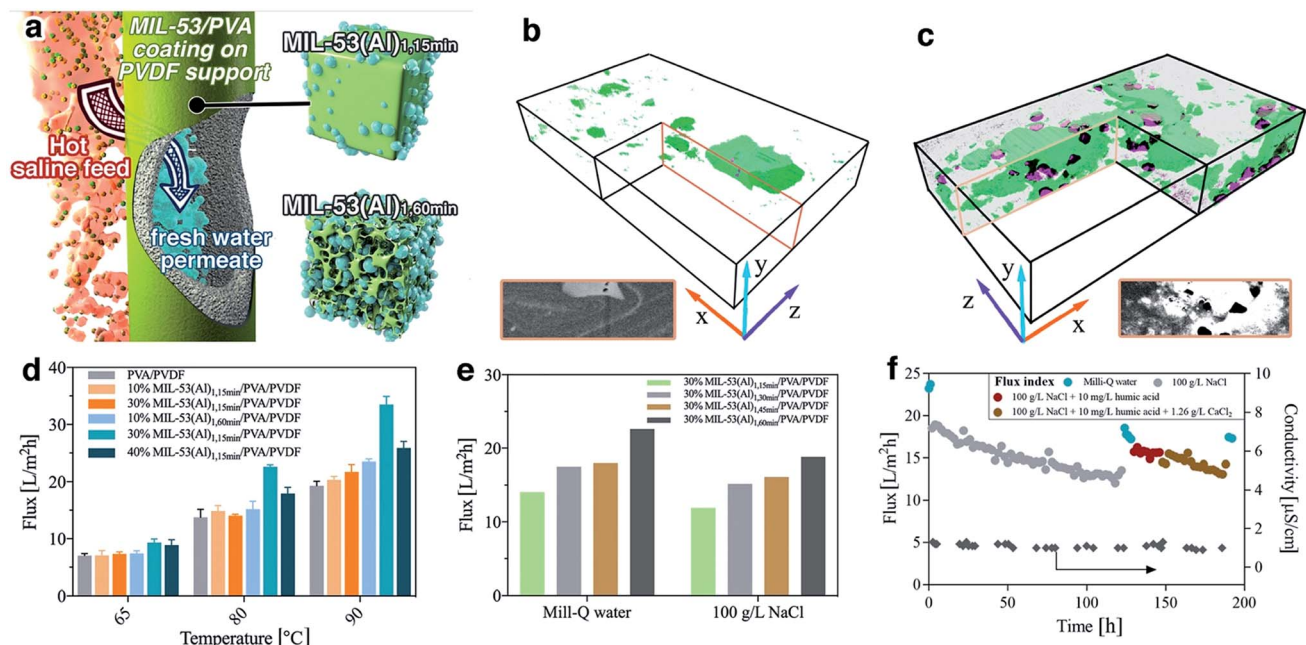 a
MIL-53/PVA
coating on
PVDF support
Hot
saline feed
fresh water
permeate
MIL-53(Al)1,15min
MIL-53(Al)1,60min
b
y
x
z
c
y
z
x
d
Flux [L/m²h]
40
30
20
10
0
PVA/PVDF
10% MIL-53(Al)1,15min/PVA/PVDF
30% MIL-53(Al)1,15min/PVA/PVDF
10% MIL-53(Al)1,60min/PVA/PVDF
30% MIL-53(Al)1,15min/PVA/PVDF
40% MIL-53(Al)1,15min/PVA/PVDF
65
80
90
Temperature [°C]
e
Flux [L/m²h]
30
20
10
0
30% MIL-53(Al)1,15min/PVA/PVDF
30% MIL-53(Al)1,30min/PVA/PVDF
30% MIL-53(Al)1,45min/PVA/PVDF
30% MIL-53(Al)1,60min/PVA/PVDF
Mill-Q water
100 g/L NaCl
f
Flux [L/m²h]
25
20
15
10
5
0
Flux index
Milli-Q water
100 g/L NaCl
100 g/L NaCl + 10 mg/L humic acid
100 g/L NaCl + 10 mg/L humic acid + 1.26 g/L CaCl₂
10
8
6
4
2
0
Conductivity [µS/cm]
0
50
100
150
200
Time [h]